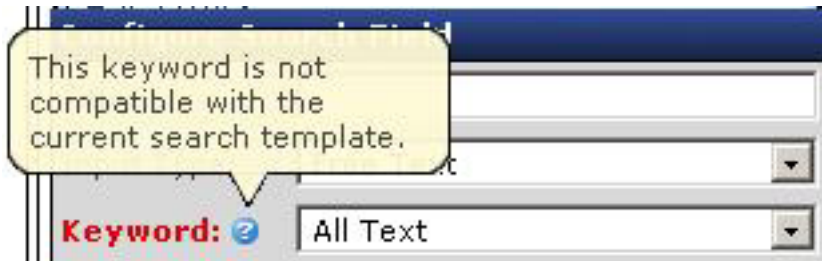 This keyword is not
compatible with the
current search template.
Keyword:
All Text